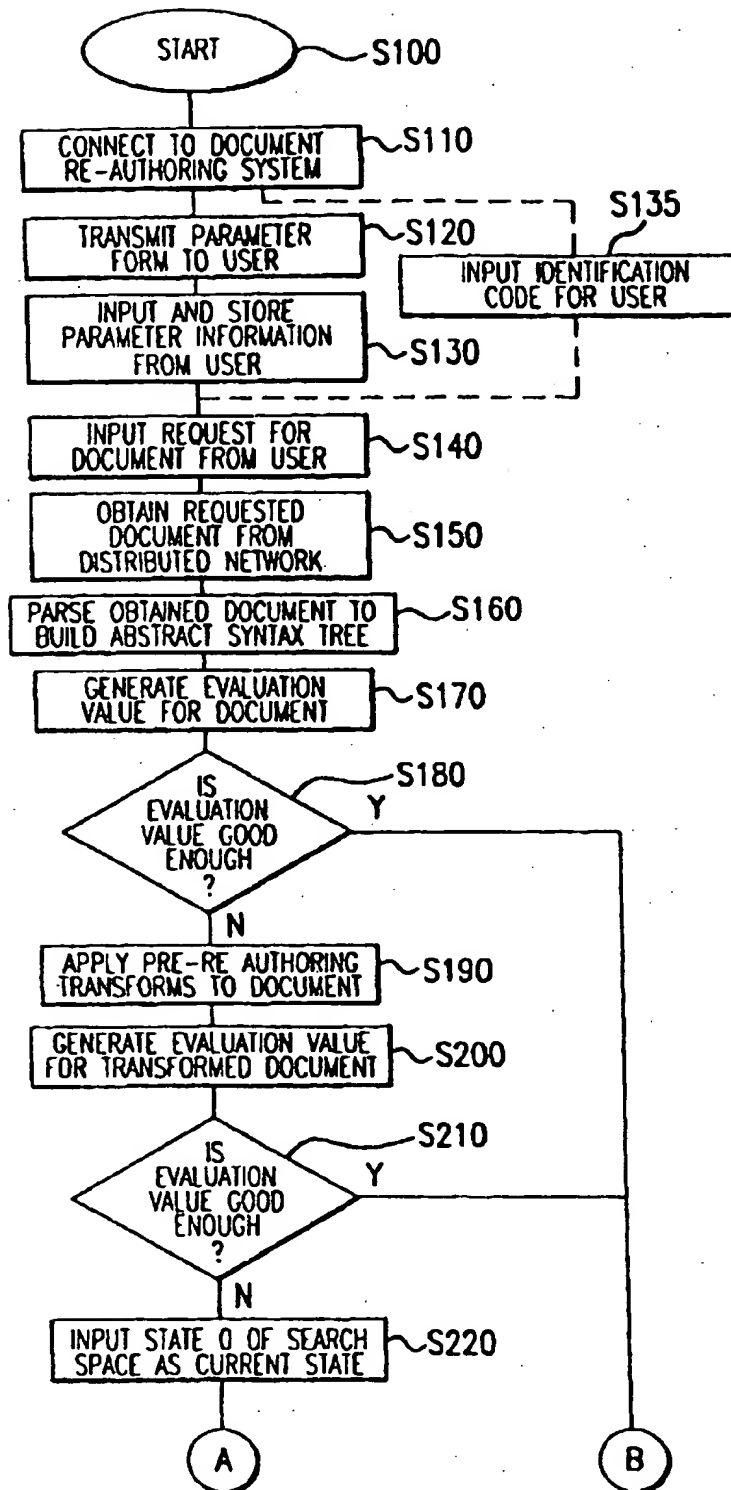 START
S100
CONNECT TO DOCUMENT
RE-AUTHORING SYSTEM
S110
TRANSMIT PARAMETER
FORM TO USER
S120
S135
INPUT IDENTIFICATION
CODE FOR USER
INPUT AND STORE
PARAMETER INFORMATION
FROM USER
S130
INPUT REQUEST FOR
DOCUMENT FROM USER
S140
OBTAIN REQUESTED
DOCUMENT FROM
DISTRIBUTED NETWORK
S150
PARSE OBTAINED DOCUMENT TO
BUILD ABSTRACT SYNTAX TREE
S160
GENERATE EVALUATION
VALUE FOR DOCUMENT
S170
IS
EVALUATION
VALUE GOOD
ENOUGH
?
S180
Y
N
APPLY PRE-RE AUTHORING
TRANSFORMS TO DOCUMENT
S190
GENERATE EVALUATION VALUE
FOR TRANSFORMED DOCUMENT
S200
IS
EVALUATION
VALUE GOOD
ENOUGH
?
S210
Y
N
INPUT STATE 0 OF SEARCH
SPACE AS CURRENT STATE
S220
A
B